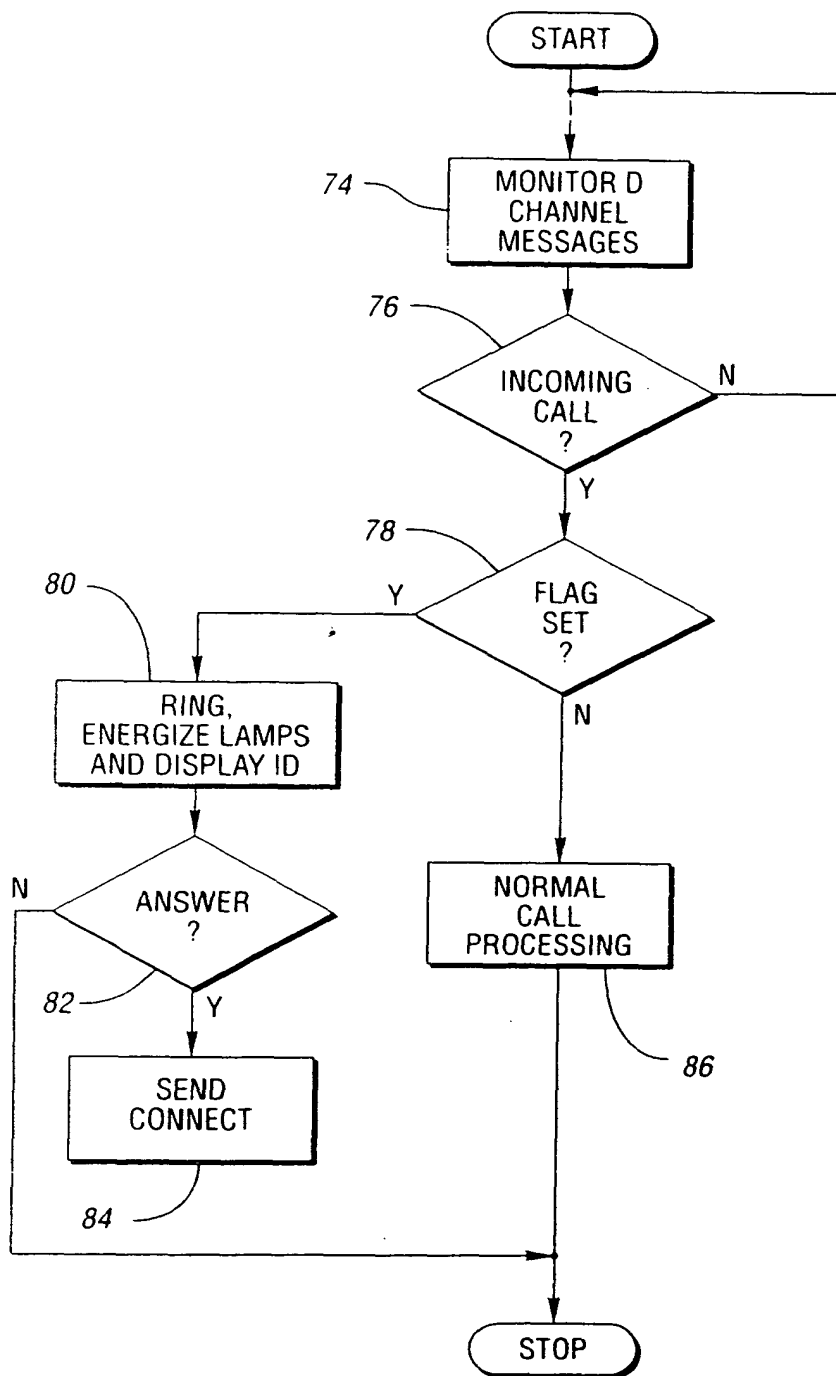 START
74
MONITOR D
CHANNEL
MESSAGES
76
INCOMING
CALL
?
N
Y
78
FLAG
SET
?
Y
N
80
RING,
ENERGIZE LAMPS
AND DISPLAY ID
N
ANSWER
?
82
Y
NORMAL
CALL
PROCESSING
86
SEND
CONNECT
84
STOP